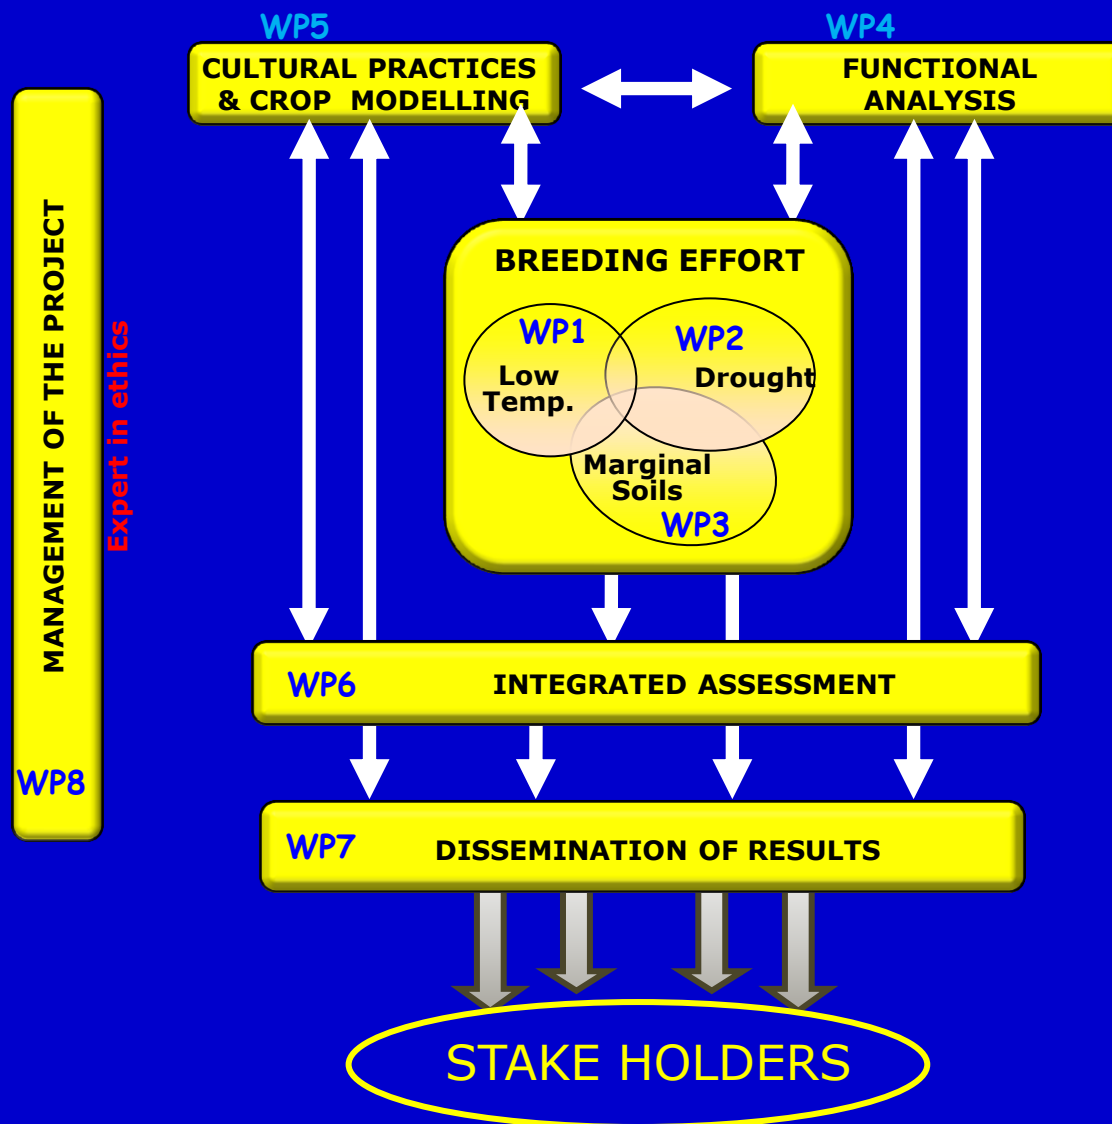 WP5
WP4
CULTURAL PRACTICES
& CROP MODELLING
FUNCTIONAL
ANALYSIS
MANAGEMENT OF THE PROJECT
Expert in ethics
WP8
BREEDING EFFORT
WP1
Low
Temp.
WP2
Drought
Marginal
Soils
WP3
WP6
INTEGRATED ASSESSMENT
WP7
DISSEMINATION OF RESULTS
STAKE HOLDERS